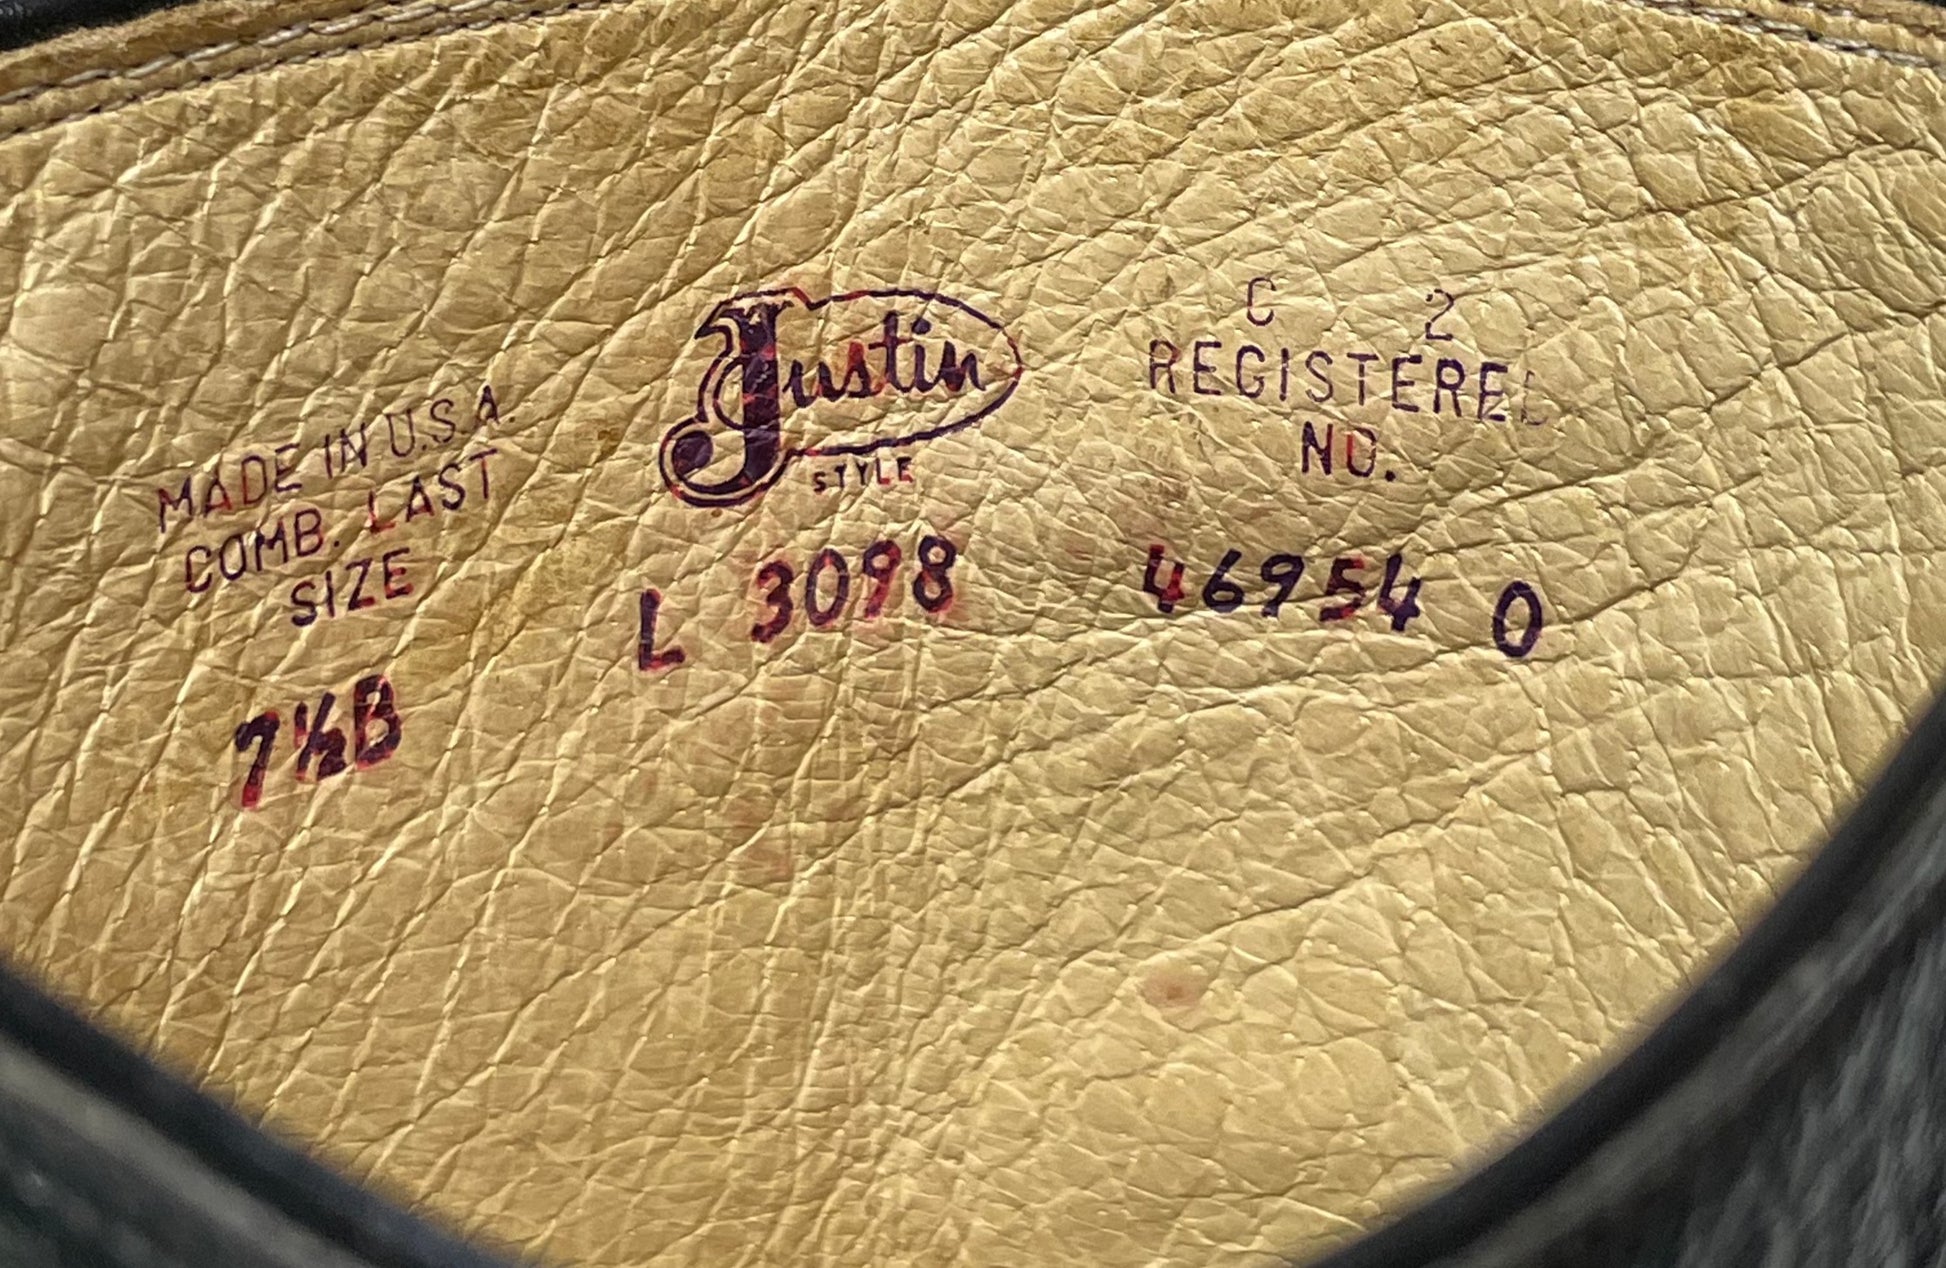 MADE IN U.S.A.
COMB. LAST
SIZE
7½B
Justin
STYLE
L 3098
C 2
REGISTERED
NO.
46954 0